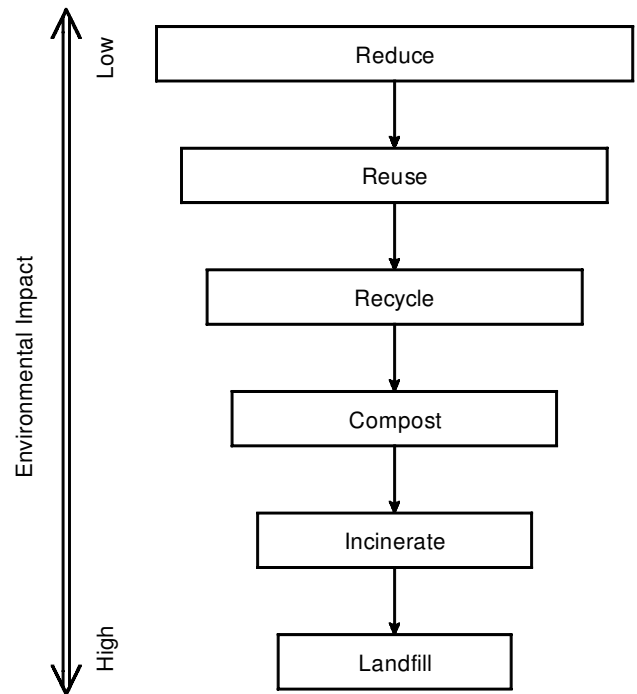 Low
Reduce
Reuse
Recycle
Environmental Impact
Compost
Incinerate
High
Landfill